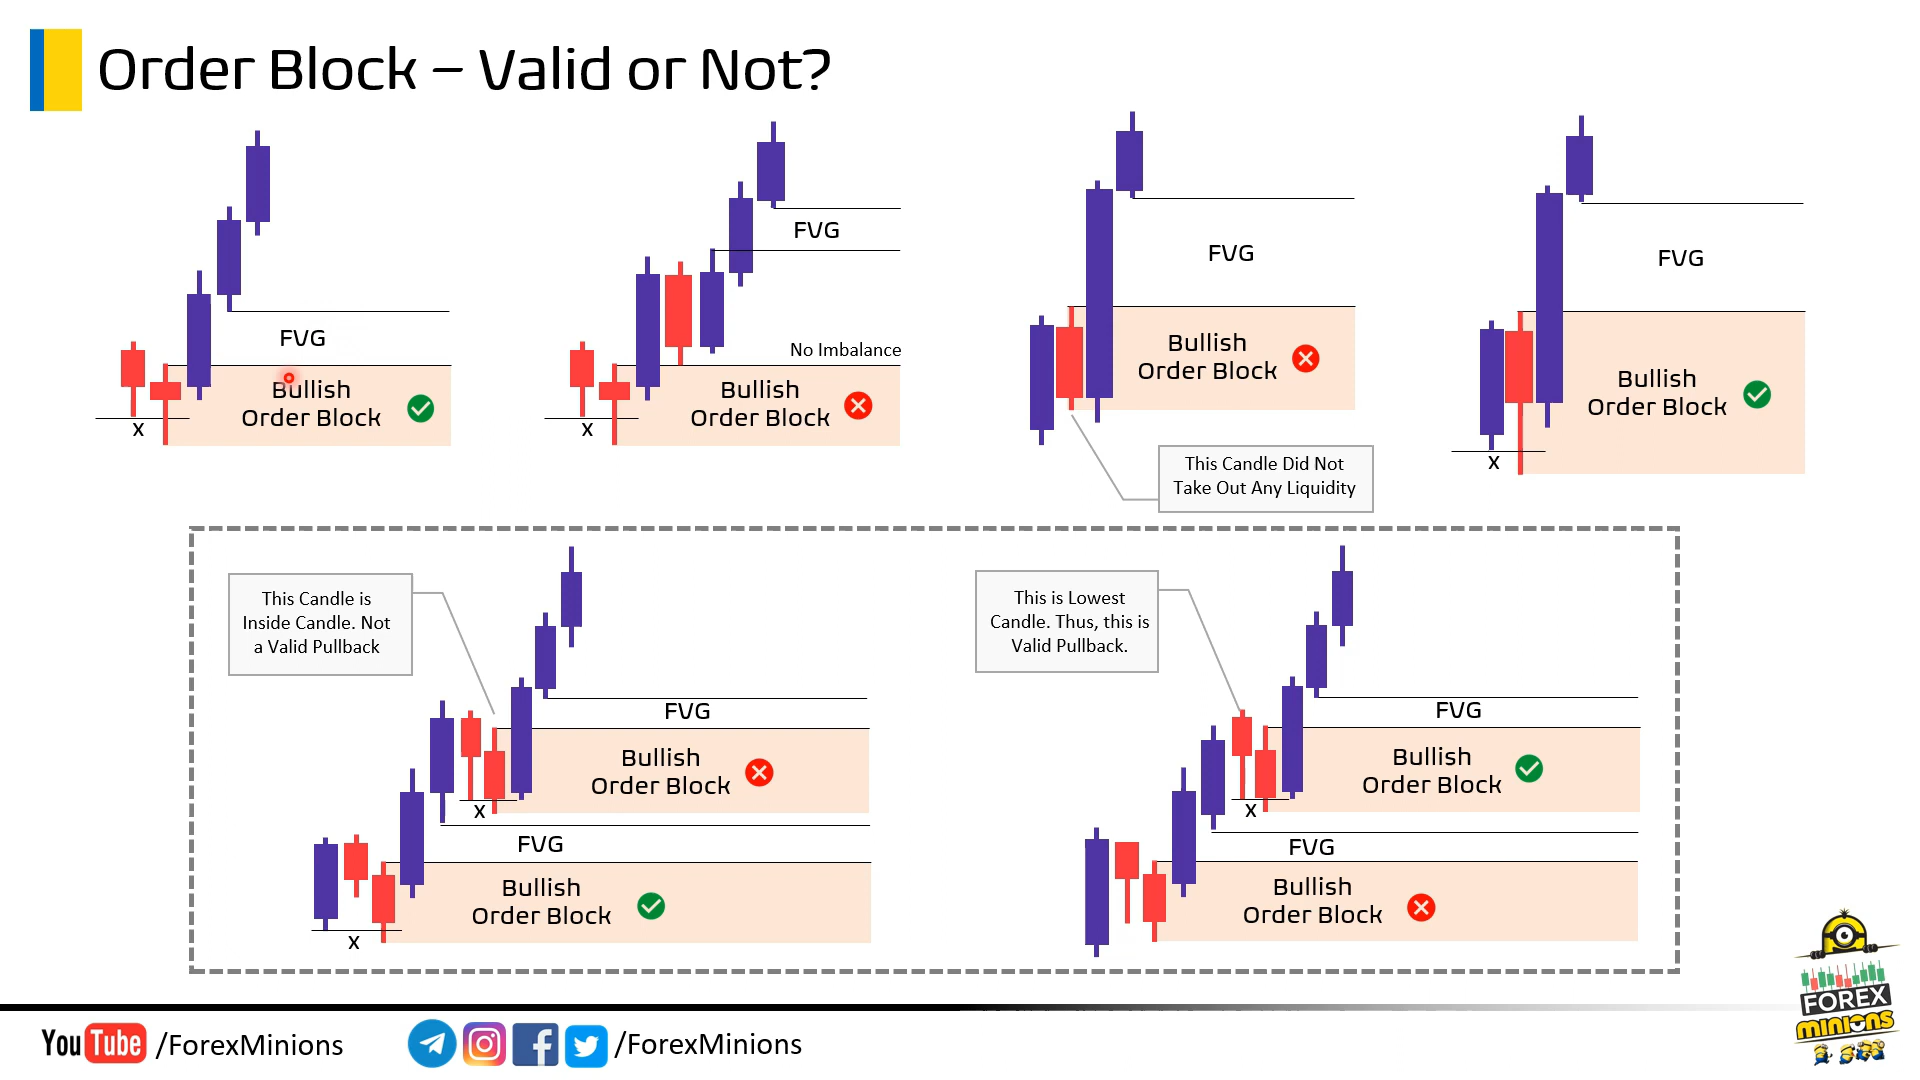 Order Block – Valid or Not?
FVG
Bullish
Order Block
X
FVG
No Imbalance
Bullish
Order Block
X
FVG
Bullish
Order Block
This Candle Did Not
Take Out Any Liquidity
FVG
Bullish
Order Block
X
This Candle is
Inside Candle. Not
a Valid Pullback
FVG
Bullish
Order Block
X
FVG
Bullish
Order Block
X
This is Lowest
Candle. Thus, this is
Valid Pullback.
FVG
Bullish
Order Block
X
FVG
Bullish
Order Block
FOREX
MINIONS
YouTube /ForexMinions
/ForexMinions